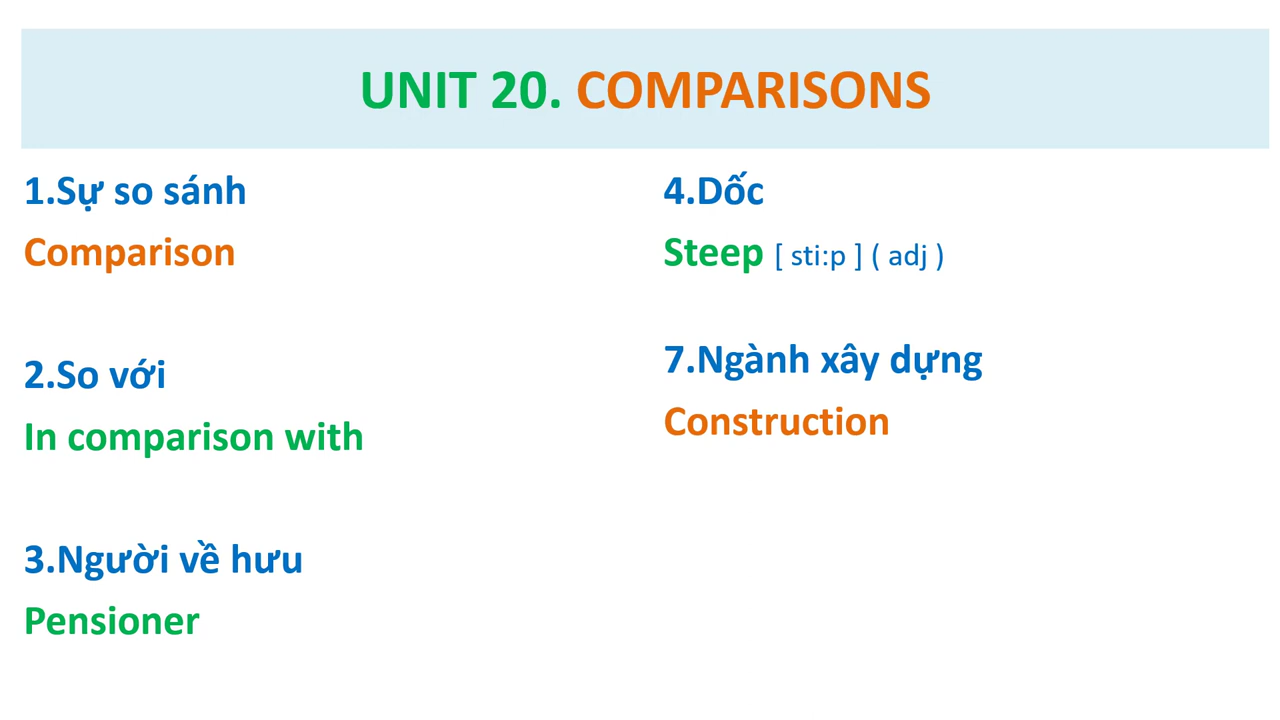 UNIT 20. COMPARISONS
1.Sự so sánh
Comparison
2.So với
In comparison with
3.Người về hưu
Pensioner
4.Dốc
Steep [ sti:p ] ( adj )
7.Ngành xây dựng
Construction